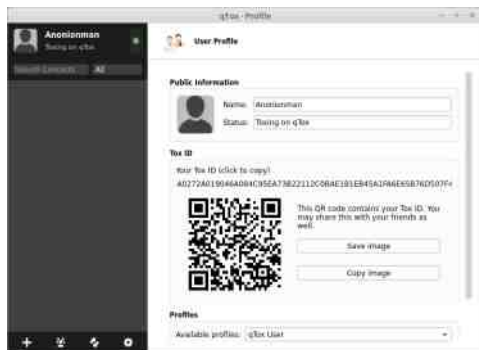 qTox - Profile
Anonionman
Toxing on qTox
Search Contacts
All
User Profile
Public Information
Name: Anonionman
Status: Toxing on qTox
Tox ID
Your Tox ID (click to copy)
This QR code contains your Tox ID. You
may share this with your friends as
well.
Save image
Copy image
Profiles
Available profiles: qTox User